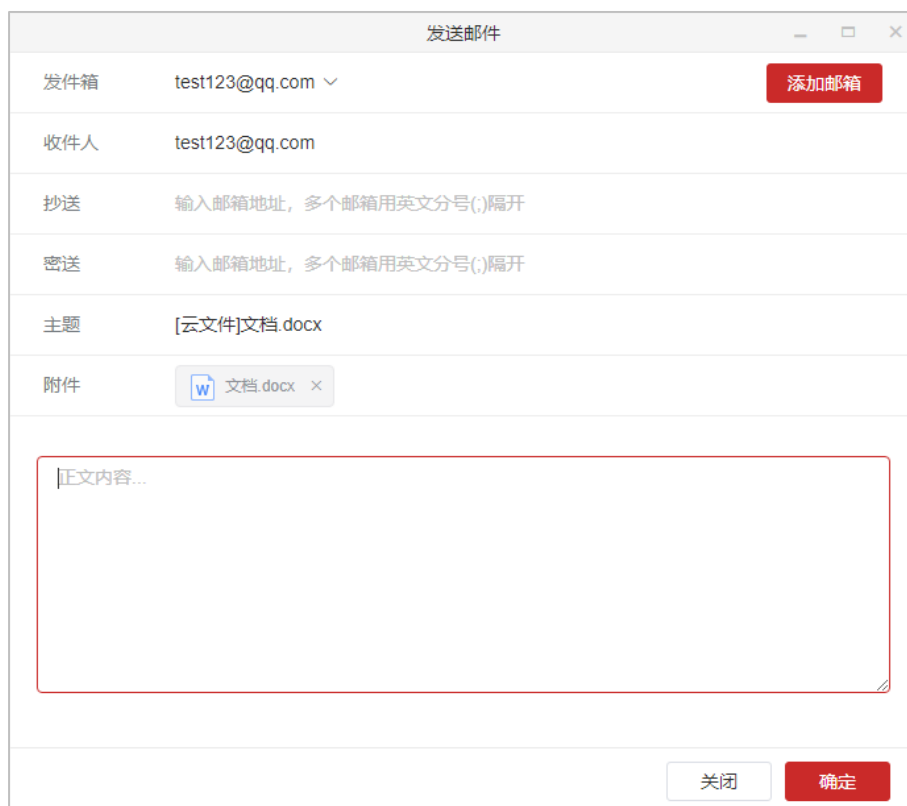 发送邮件
发件箱 test123@qq.com 添加邮箱
收件人 test123@qq.com
抄送 输入邮箱地址，多个邮箱用英文分号(;)隔开
密送 输入邮箱地址，多个邮箱用英文分号(;)隔开
主题 [云文件]文档.docx
附件 W 文档.docx
正文内容...
关闭 确定